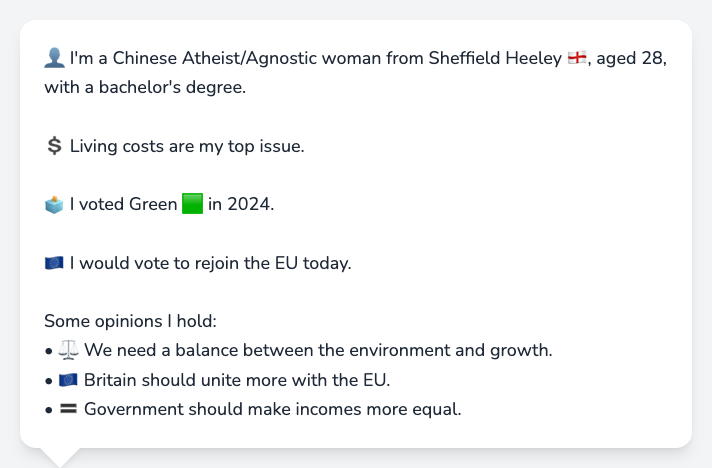 👤 I'm a Chinese Atheist/Agnostic woman from Sheffield Heeley 🏴󠁧󠁢󠁥󠁮󠁧󠁿, aged 28,
with a bachelor's degree.
💲 Living costs are my top issue.
🗳️ I voted Green 🟩 in 2024.
🇪🇺 I would vote to rejoin the EU today.
Some opinions I hold:
• ⚖️ We need a balance between the environment and growth.
• 🇪🇺 Britain should unite more with the EU.
• 🟰 Government should make incomes more equal.